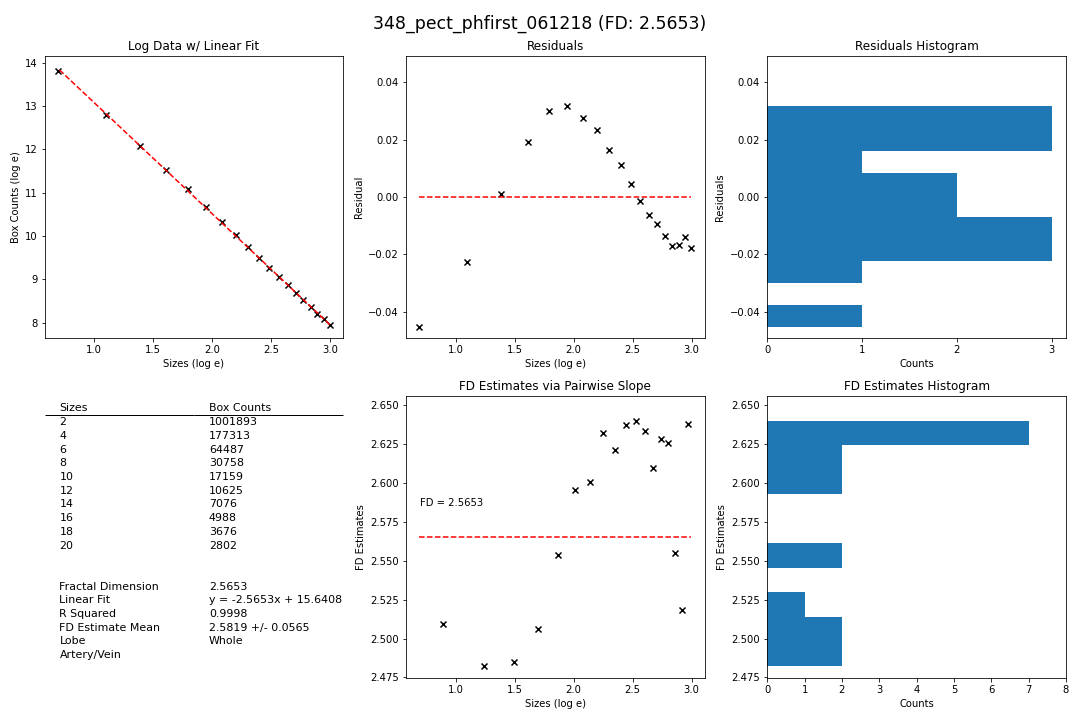 348_pect_phfirst_061218 (FD: 2.5653)
Log Data w/ Linear Fit
14
13
12
11
10
9
8
Box Counts (log e)
1.0 1.5 2.0 2.5 3.0
Sizes (log e)
Residuals
0.04
0.02
0.00
−0.02
−0.04
Residual
1.0 1.5 2.0 2.5 3.0
Sizes (log e)
Residuals Histogram
0.04
0.02
0.00
−0.02
−0.04
Residuals
0 1 2 3
Counts
Sizes Box Counts
2 1001893
4 177313
6 64487
8 30758
10 17159
12 10625
14 7076
16 4988
18 3676
20 2802
Fractal Dimension 2.5653
Linear Fit y = -2.5653x + 15.6408
R Squared 0.9998
FD Estimate Mean 2.5819 +/- 0.0565
Lobe Whole
Artery/Vein
FD Estimates via Pairwise Slope
2.650
2.625
2.600
2.575
2.550
2.525
2.500
2.475
FD Estimates
FD = 2.5653
1.0 1.5 2.0 2.5 3.0
Sizes (log e)
FD Estimates Histogram
2.650
2.625
2.600
2.575
2.550
2.525
2.500
2.475
FD Estimates
0 1 2 3 4 5 6 7 8
Counts